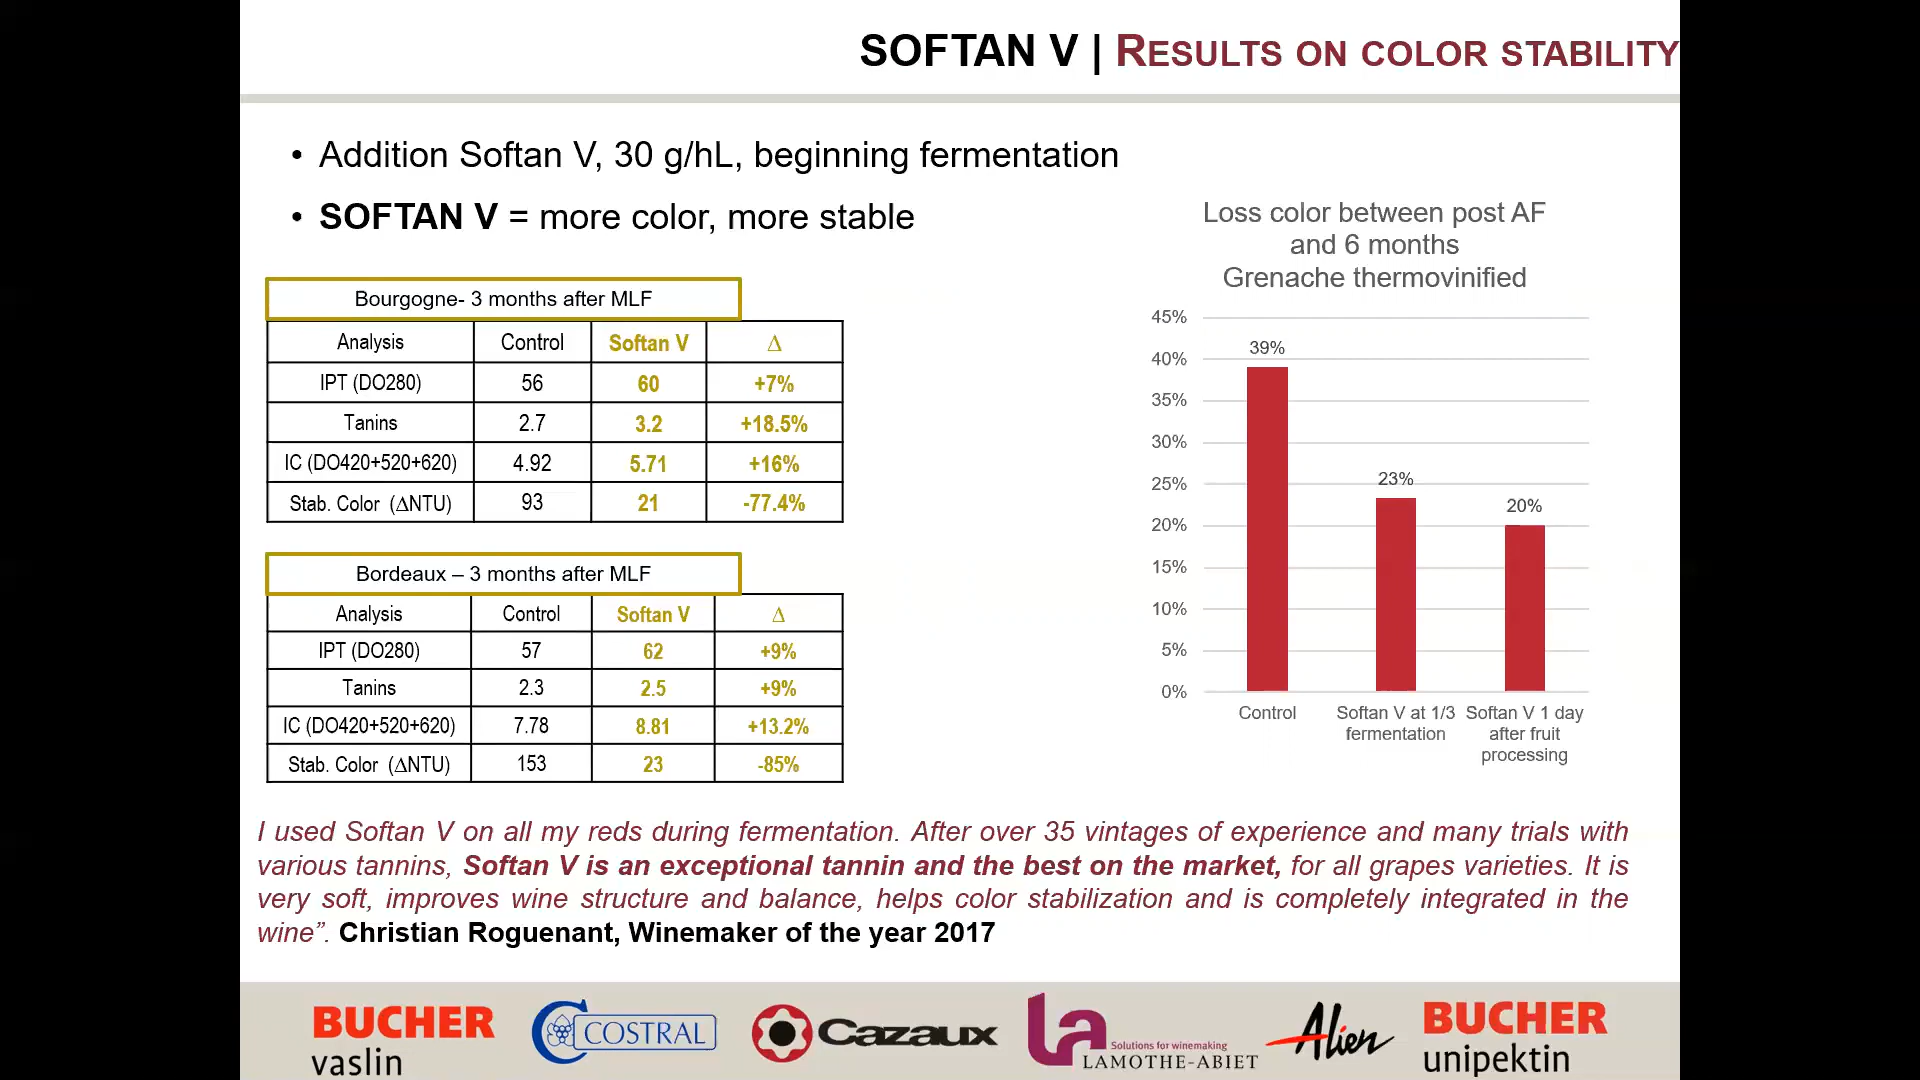 SOFTAN V | RESULTS ON COLOR STABILITY
• Addition Softan V, 30 g/hL, beginning fermentation
• SOFTAN V = more color, more stable
Bourgogne- 3 months after MLF
Analysis Control Softan V Δ
IPT (DO280) 56 60 +7%
Tanins 2.7 3.2 +18.5%
IC (DO420+520+620) 4.92 5.71 +16%
Stab. Color (ΔNTU) 93 21 -77.4%
Bordeaux – 3 months after MLF
Analysis Control Softan V Δ
IPT (DO280) 57 62 +9%
Tanins 2.3 2.5 +9%
IC (DO420+520+620) 7.78 8.81 +13.2%
Stab. Color (ΔNTU) 153 23 -85%
Loss color between post AF
and 6 months
Grenache thermovinified
45%
40%
35%
30%
25%
20%
15%
10%
5%
0%
39%
23%
20%
Control
Softan V at 1/3
fermentation
Softan V 1 day
after fruit
processing
I used Softan V on all my reds during fermentation. After over 35 vintages of experience and many trials with
various tannins, Softan V is an exceptional tannin and the best on the market, for all grapes varieties. It is
very soft, improves wine structure and balance, helps color stabilization and is completely integrated in the
wine”. Christian Roguenant, Winemaker of the year 2017
BUCHER
vaslin
COSTRAL
Cazaux
La
Solutions for winemaking
LAMOTHE-ABIET
Alien
BUCHER
unipektin